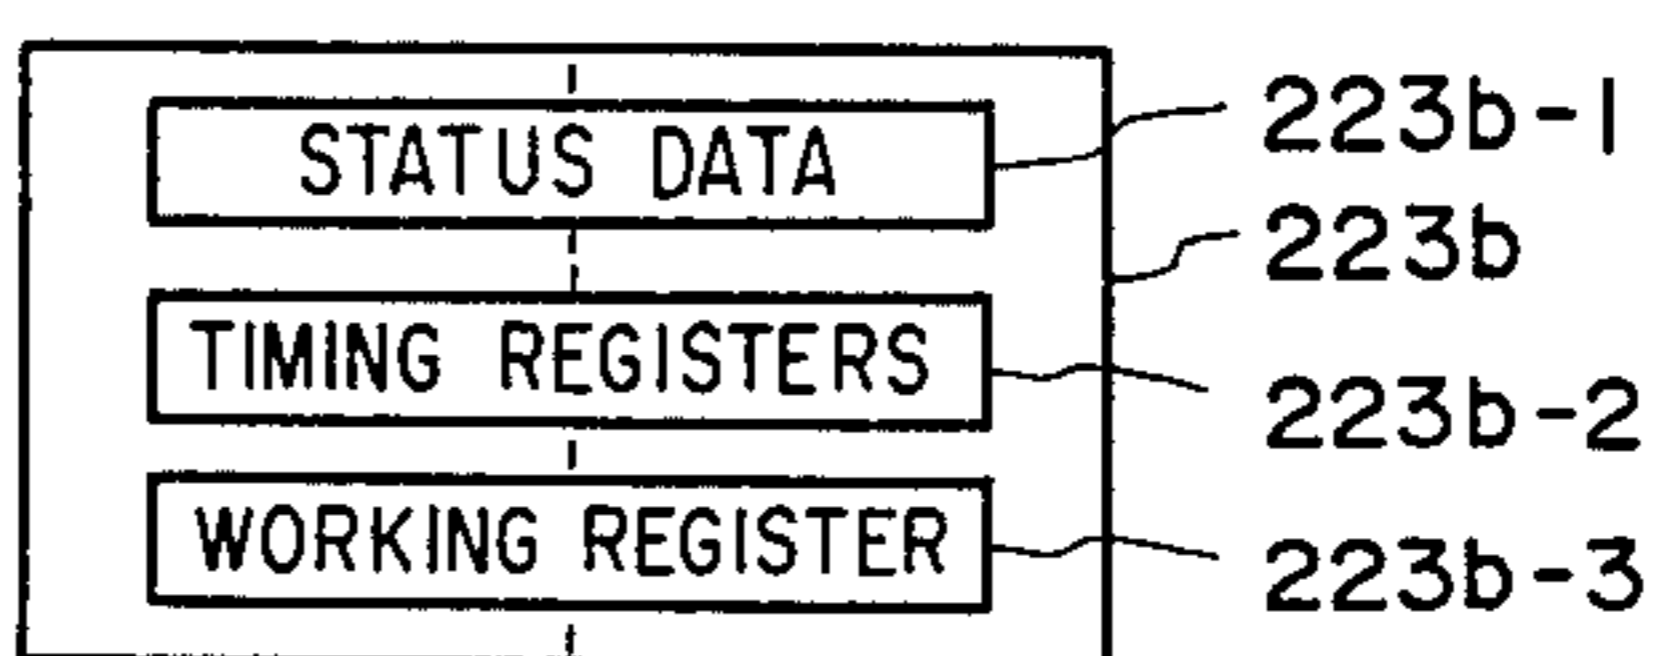 STATUS DATA
223b-1
223b
TIMING REGISTERS
223b-2
WORKING REGISTER
223b-3